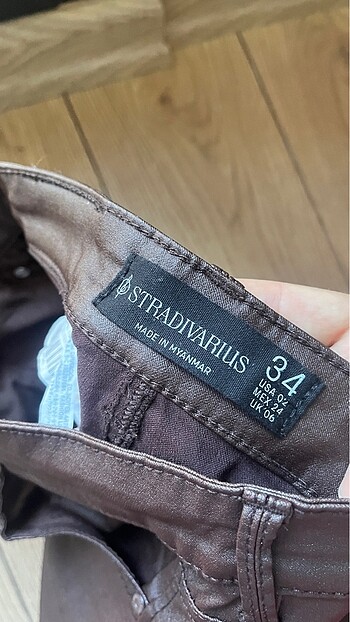 STRADIVARIUS
MADE IN MYANMAR
34
USA 02
MEX 24
UK 06